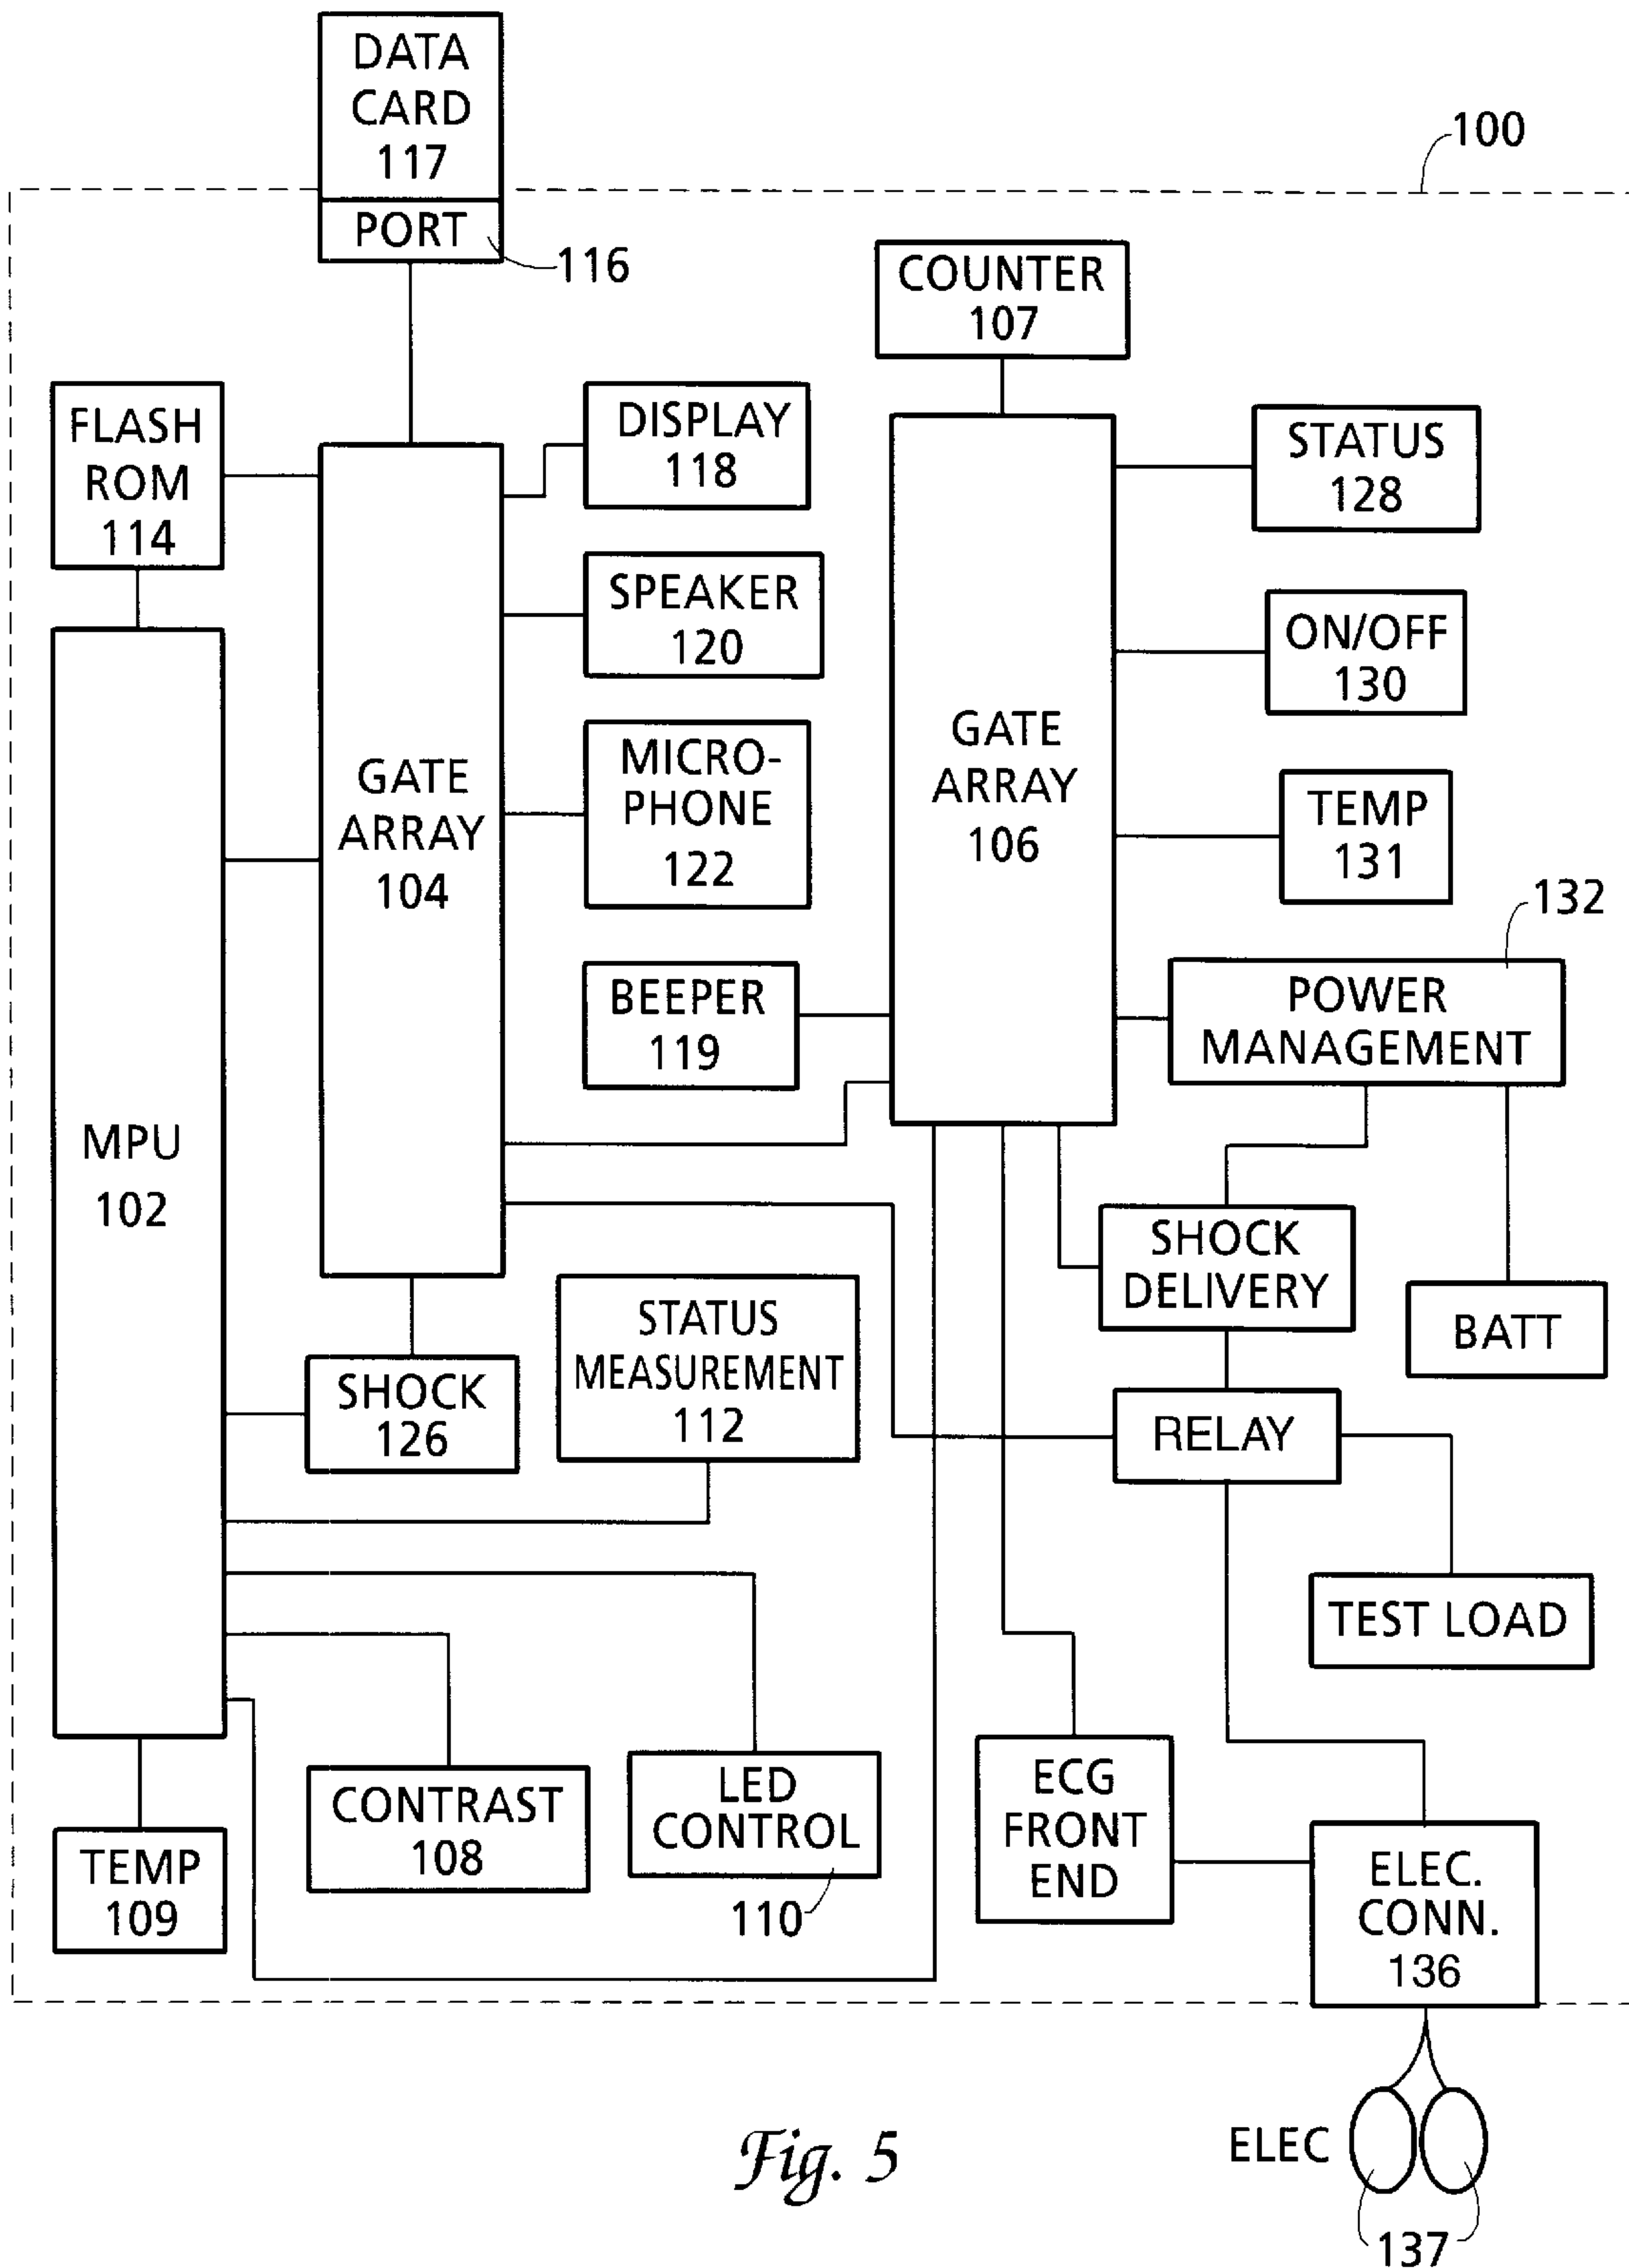 DATA
CARD
117
100
PORT
116
COUNTER
107
FLASH
ROM
114
DISPLAY
118
STATUS
128
SPEAKER
120
ON/OFF
130
GATE
ARRAY
104
MICRO-
PHONE
122
GATE
ARRAY
106
TEMP
131
132
BEEPER
119
POWER
MANAGEMENT
MPU
102
SHOCK
DELIVERY
BATT
STATUS
MEASUREMENT
112
SHOCK
126
RELAY
TEST LOAD
CONTRAST
108
LED
CONTROL
110
ECG
FRONT
END
TEMP
109
ELEC.
CONN.
136
ELEC
137
Fig. 5